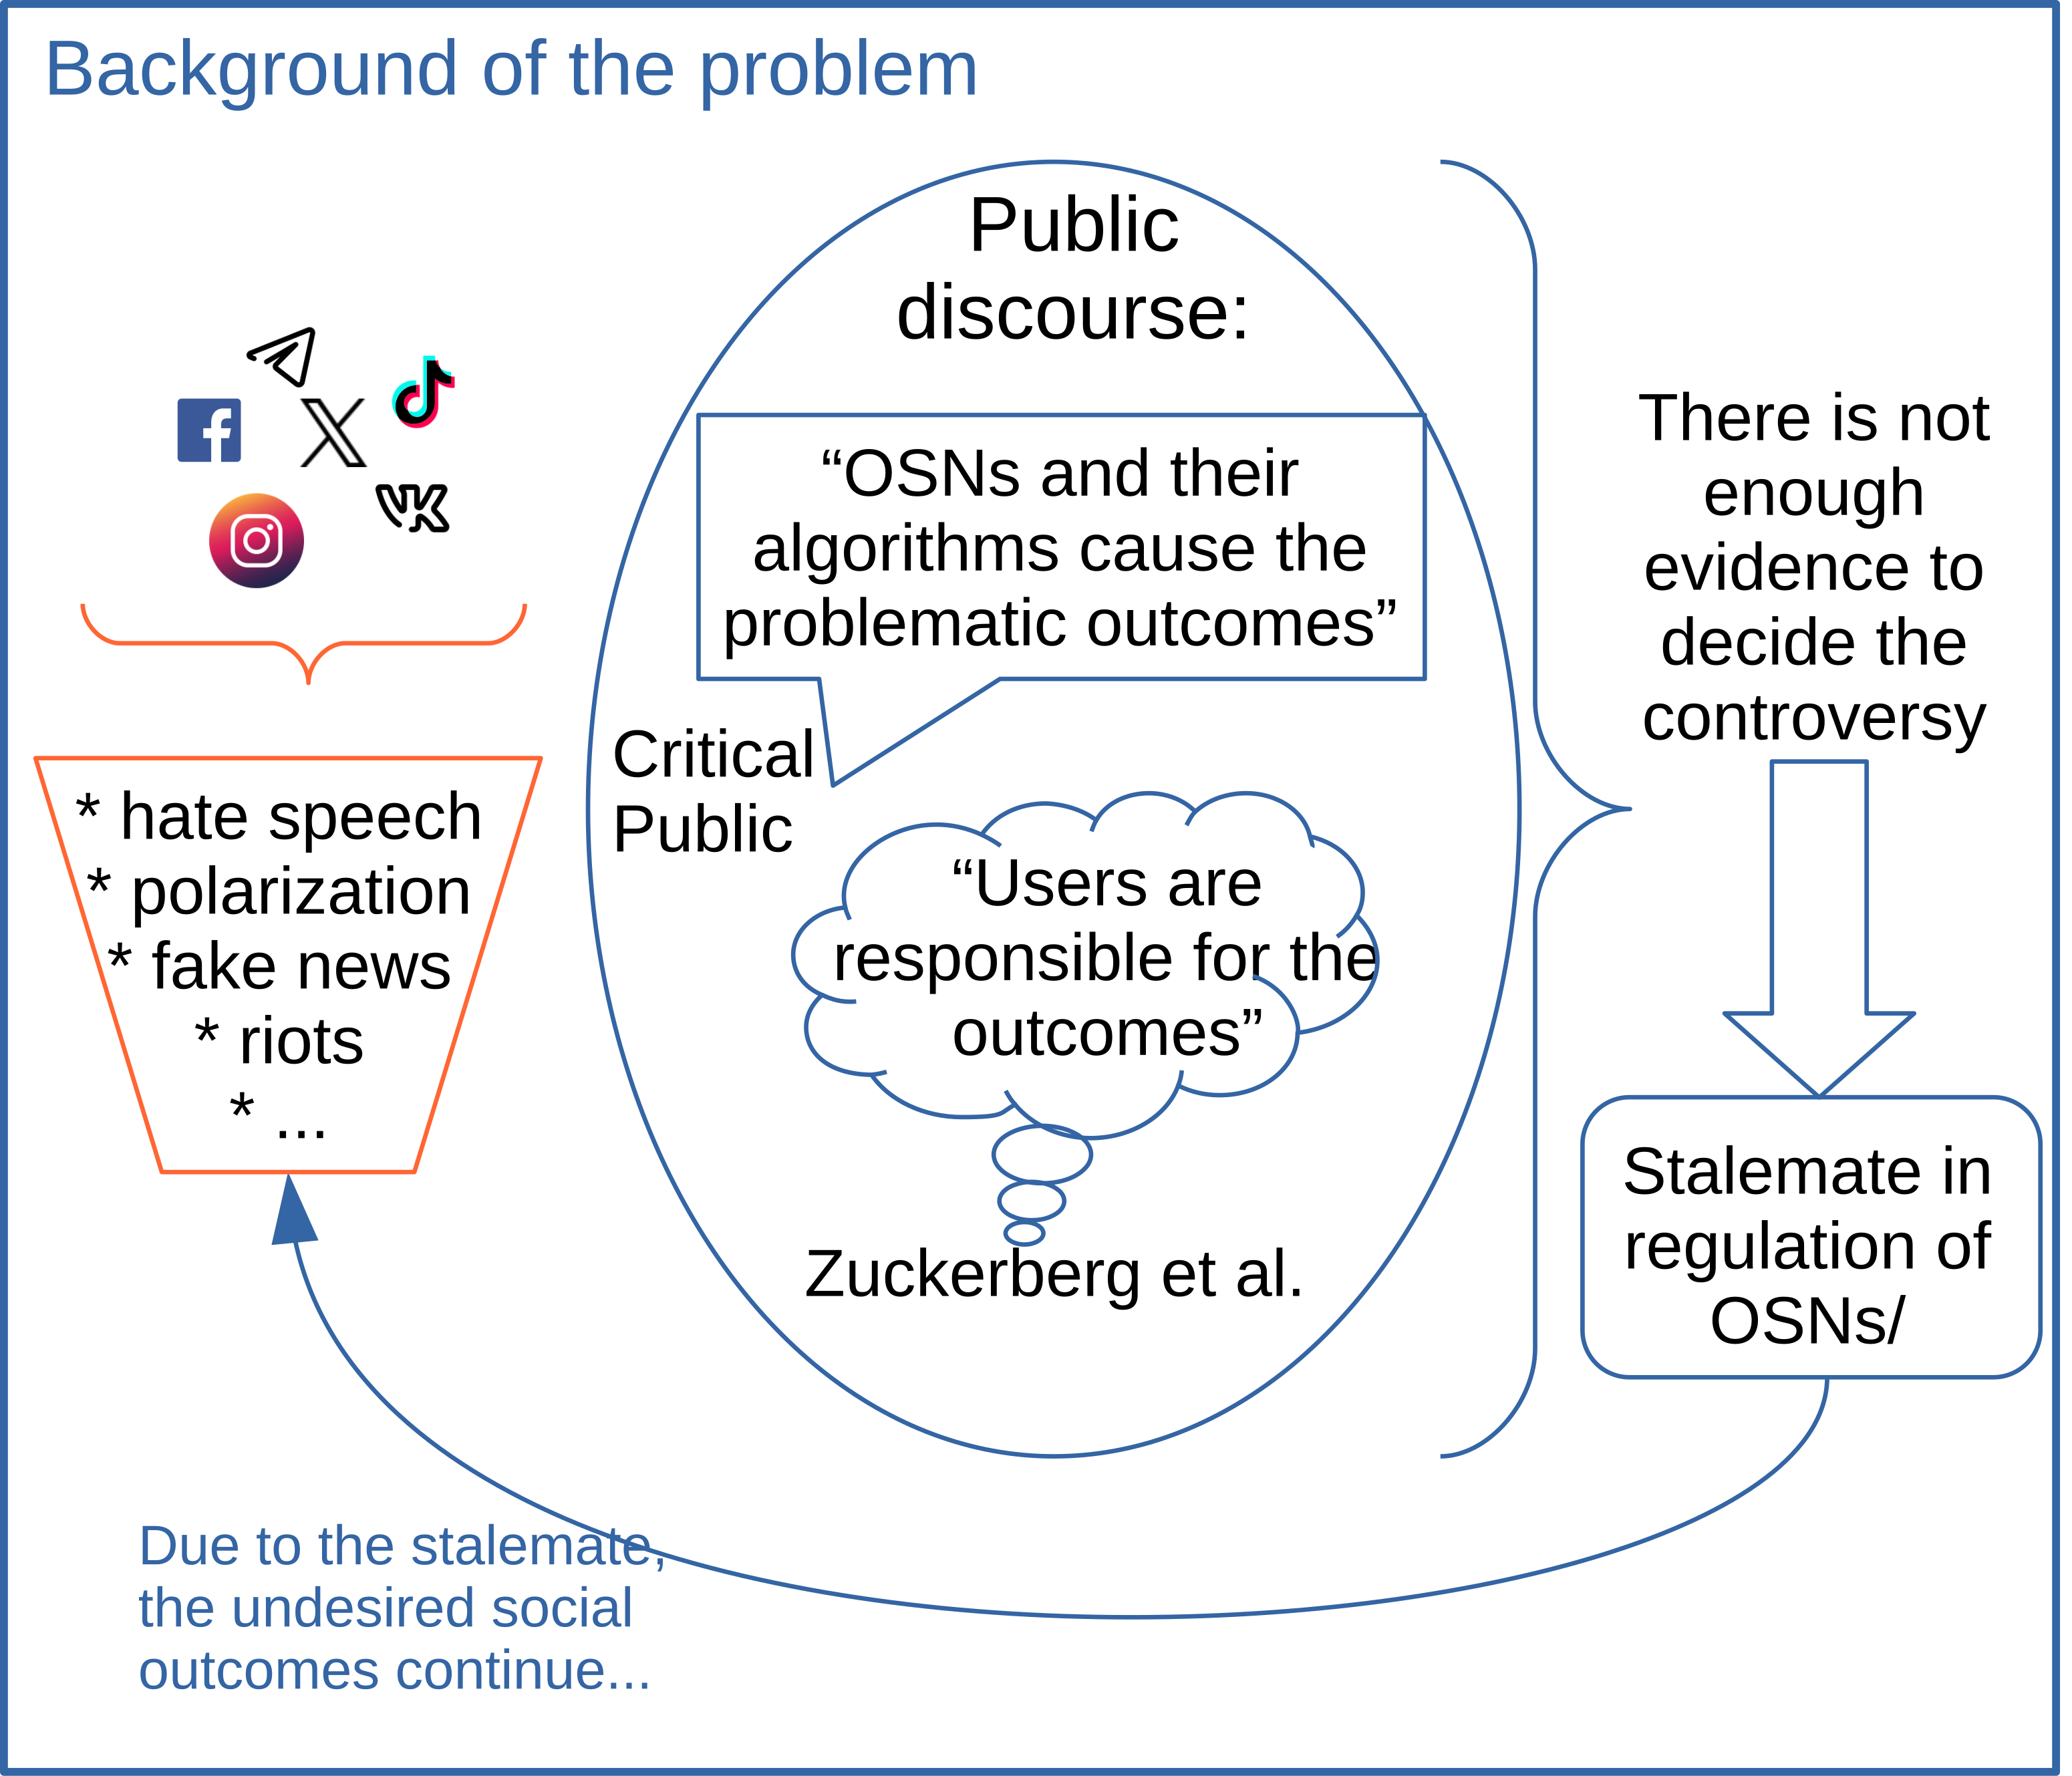 Background of the problem
Public
discourse:
“OSNs and their
algorithms cause the
problematic outcomes”
Critical
Public
“Users are
responsible for the
outcomes”
Zuckerberg et al.
* hate speech
* polarization
* fake news
* riots
* ...
There is not
enough
evidence to
decide the
controversy
Stalemate in
regulation of
OSNs/
Due to the stalemate,
the undesired social
outcomes continue...